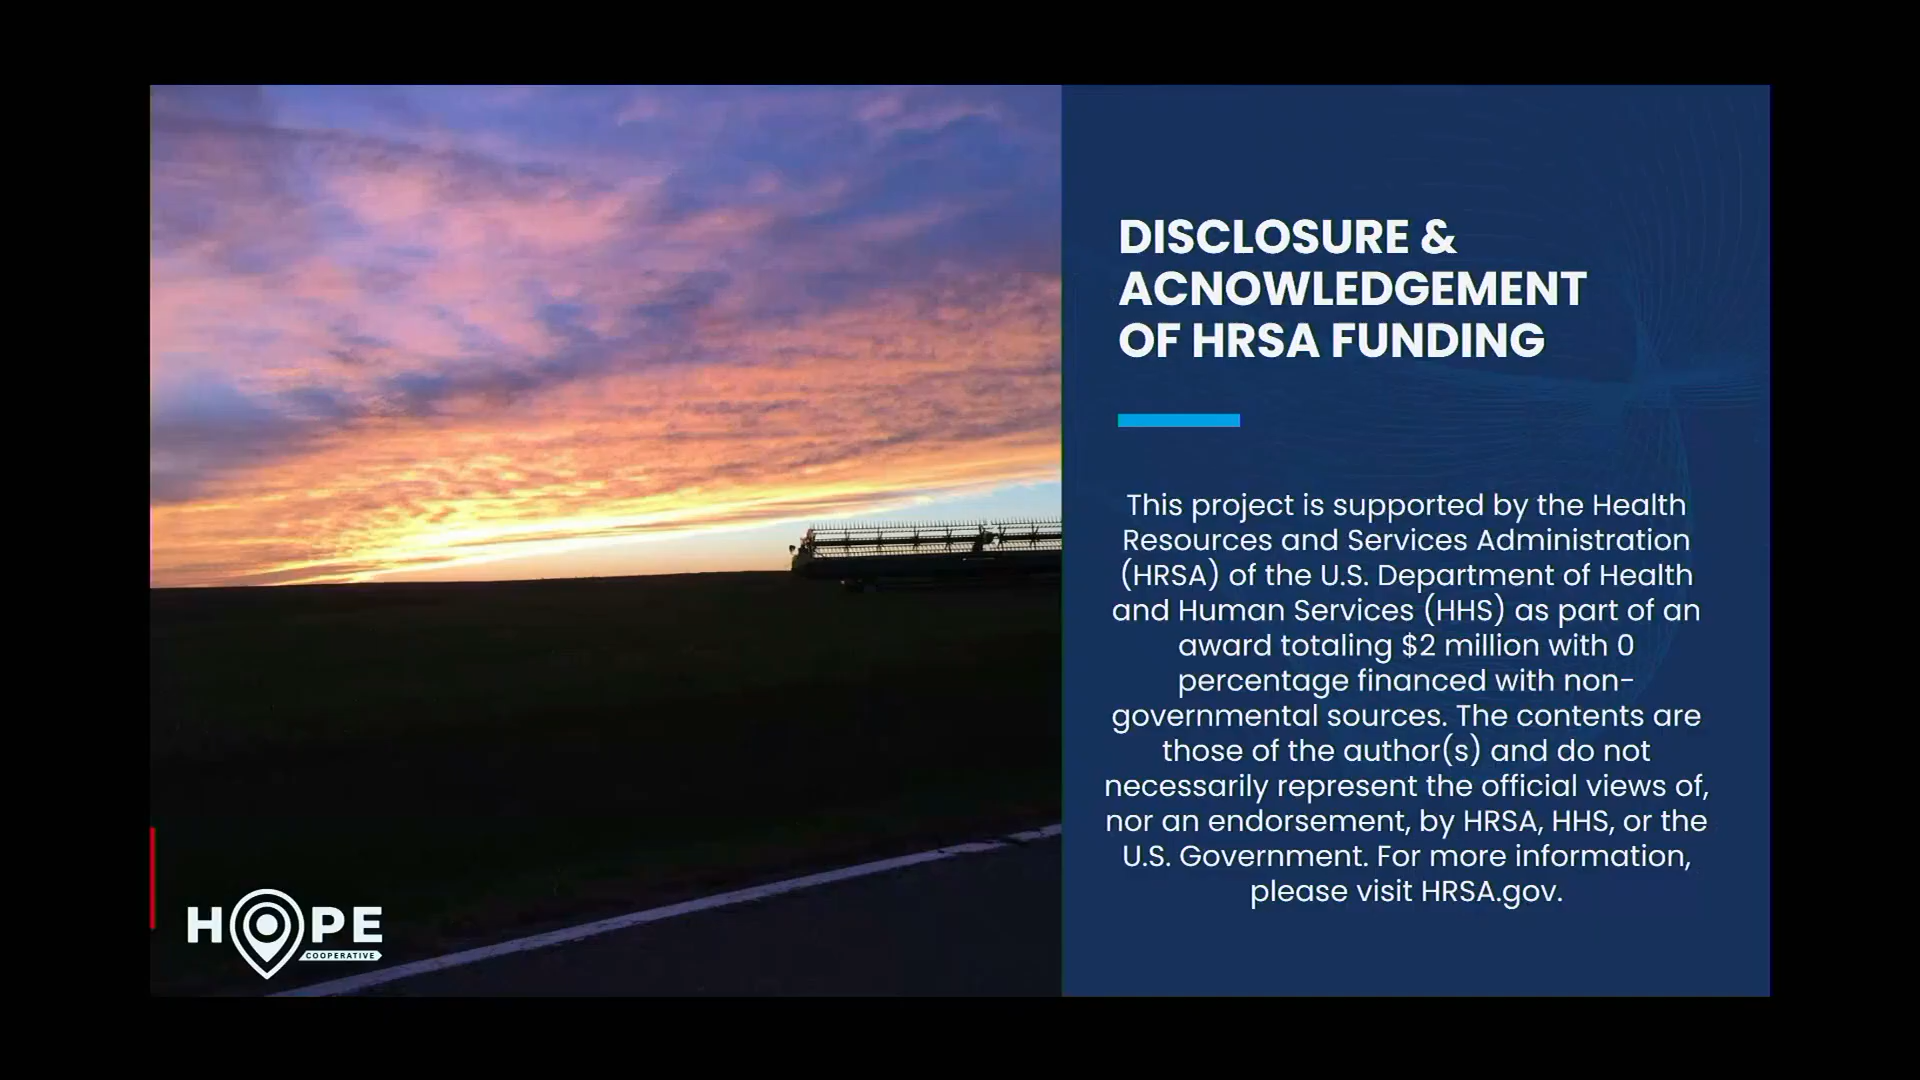 DISCLOSURE &
ACNOWLEDGEMENT
OF HRSA FUNDING
This project is supported by the Health
Resources and Services Administration
(HRSA) of the U.S. Department of Health
and Human Services (HHS) as part of an
award totaling $2 million with 0
percentage financed with non-
governmental sources. The contents are
those of the author(s) and do not
necessarily represent the official views of,
nor an endorsement, by HRSA, HHS, or the
U.S. Government. For more information,
please visit HRSA.gov.
HOPE
COOPERATIVE